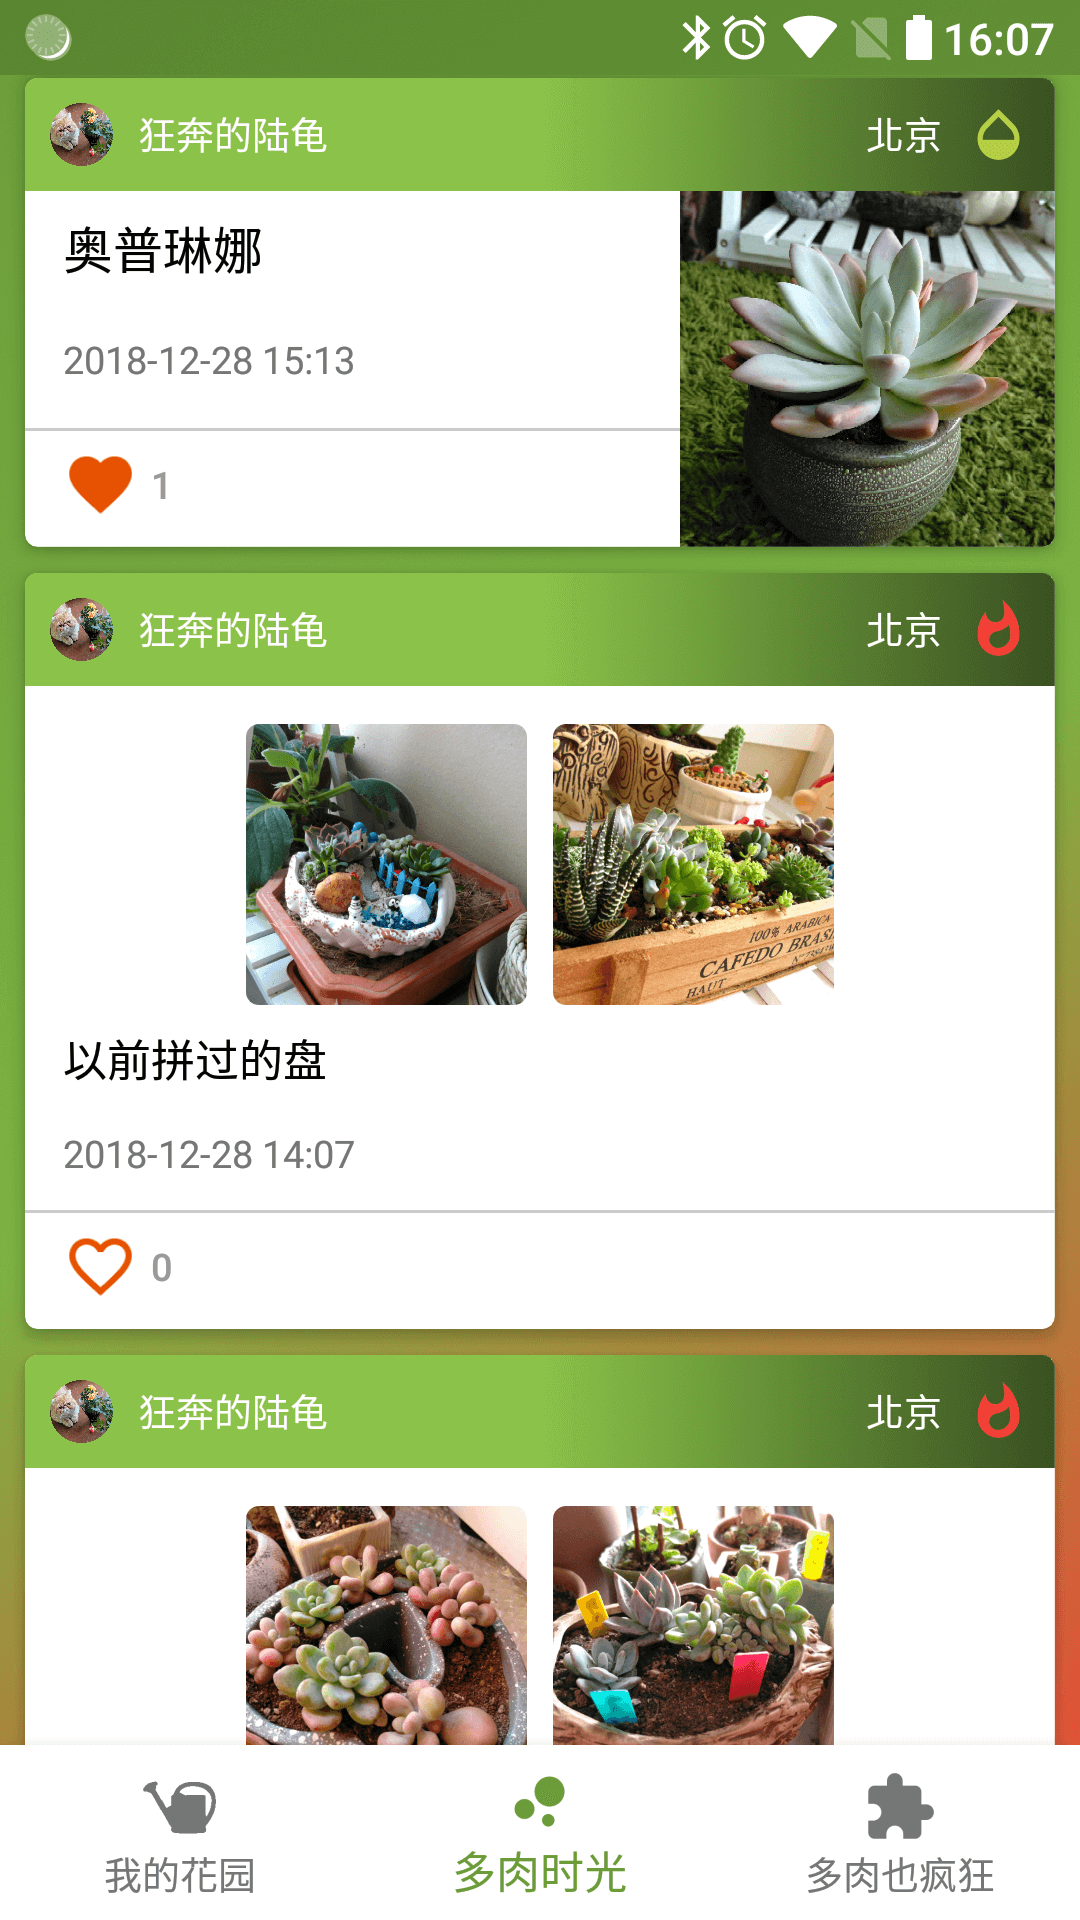 16:07
狂奔的陆龟 北京
奥普琳娜
2018-12-28 15:13
1
狂奔的陆龟 北京
100% ARABICA
CAFEDO BRASI
HAUT
以前拼过的盘
2018-12-28 14:07
0
狂奔的陆龟 北京
我的花园 多肉时光 多肉也疯狂